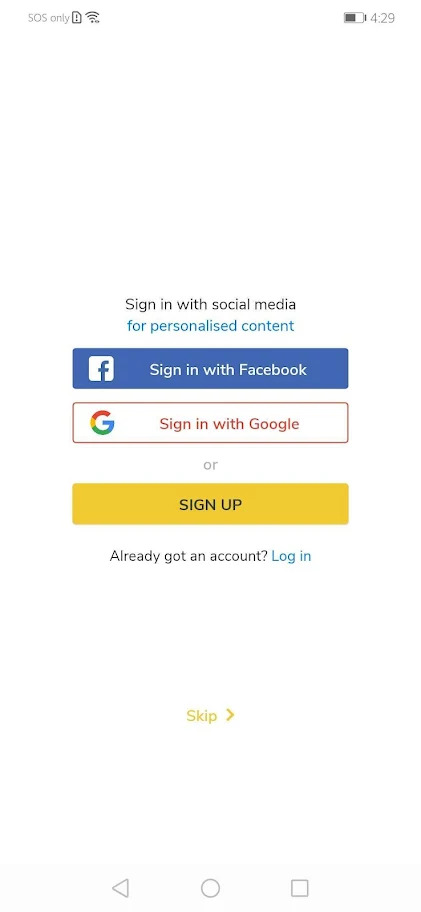 SOS only
4:29
Sign in with social media
for personalised content
Sign in with Facebook
Sign in with Google
or
SIGN UP
Already got an account? Log in
Skip